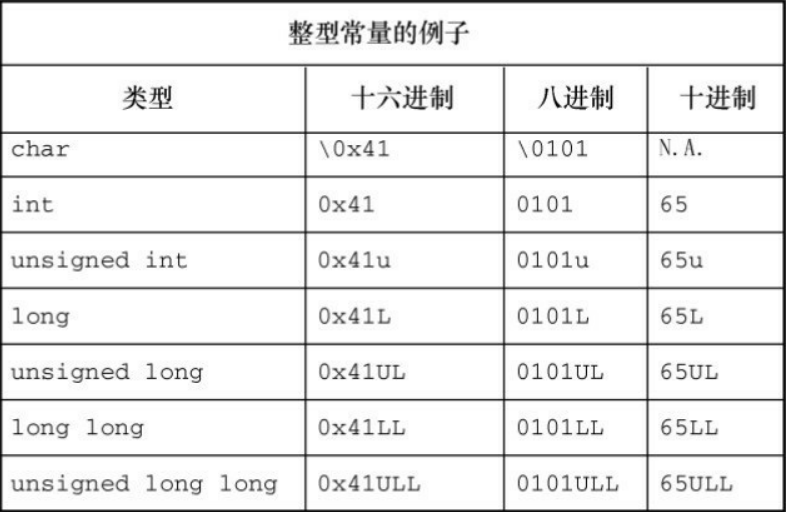 整型常量的例子
类型 十六进制 八进制 十进制
char \0x41 \0101 N.A.
int 0x41 0101 65
unsigned int 0x41u 0101u 65u
long 0x41L 0101L 65L
unsigned long 0x41UL 0101UL 65UL
long long 0x41LL 0101LL 65LL
unsigned long long 0x41ULL 0101ULL 65ULL